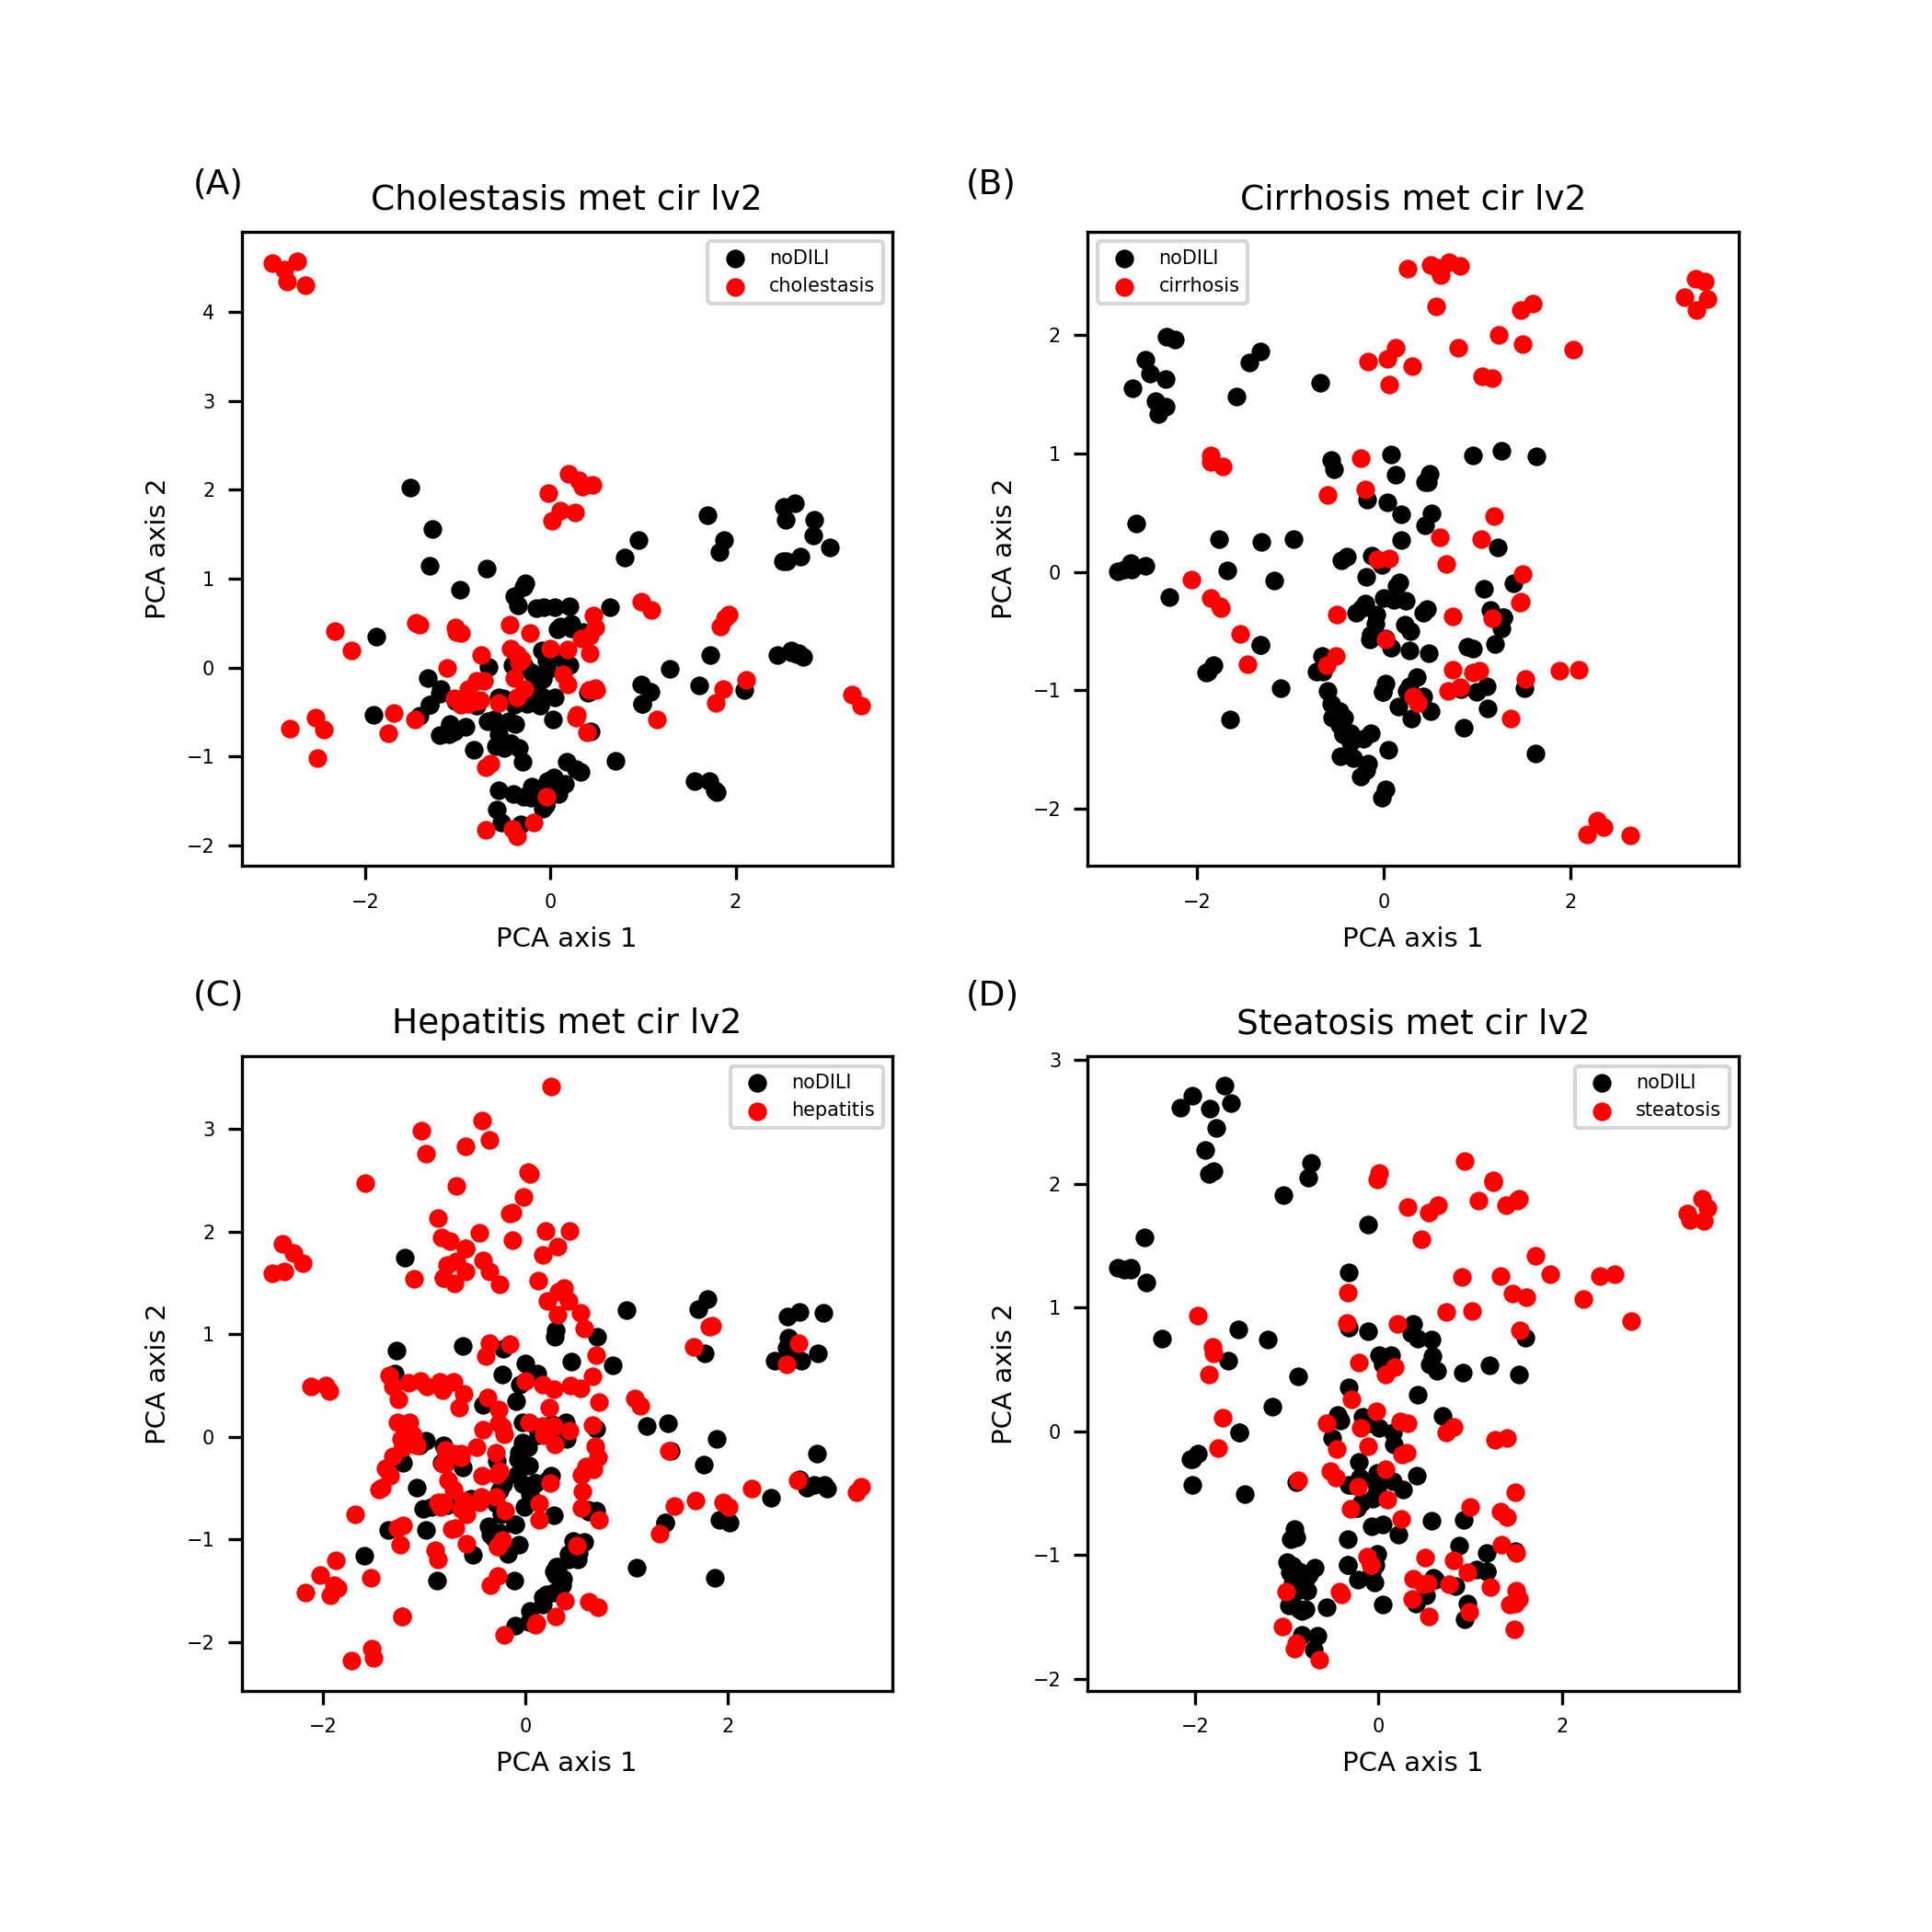 (A)
Cholestasis met cir lv2
noDILI
cholestasis
PCA axis 2
4
3
2
1
0
−1
−2
−2 0 2
PCA axis 1
(B)
Cirrhosis met cir lv2
noDILI
cirrhosis
PCA axis 2
2
1
0
−1
−2
−2 0 2
PCA axis 1
(C)
Hepatitis met cir lv2
noDILI
hepatitis
PCA axis 2
3
2
1
0
−1
−2
−2 0 2
PCA axis 1
(D)
Steatosis met cir lv2
noDILI
steatosis
PCA axis 2
3
2
1
0
−1
−2
−2 0 2
PCA axis 1